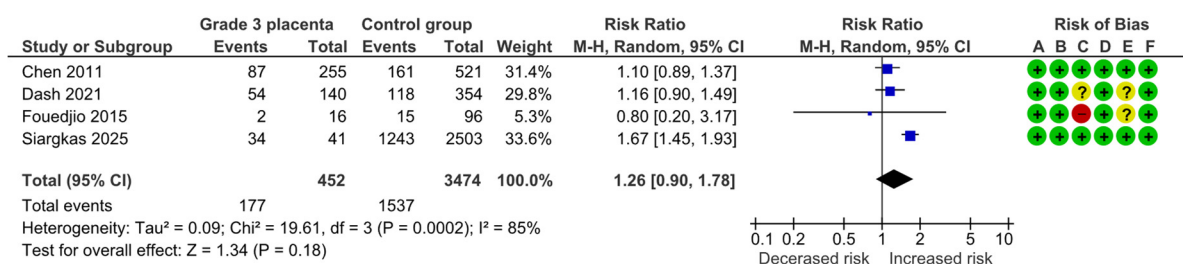 Grade 3 placenta Control group Risk Ratio Risk Ratio Risk of Bias
Study or Subgroup Events Total Events Total Weight M-H, Random, 95% CI M-H, Random, 95% CI A B C D E F
Chen 2011 87 255 161 521 31.4% 1.10 [0.89, 1.37] + + + + + +
Dash 2021 54 140 118 354 29.8% 1.16 [0.90, 1.49] + + ? + ? +
Fouedjio 2015 2 16 15 96 5.3% 0.80 [0.20, 3.17] + + − + ? +
Siargkas 2025 34 41 1243 2503 33.6% 1.67 [1.45, 1.93] + + + + + +
Total (95% CI) 452 3474 100.0% 1.26 [0.90, 1.78]
Total events 177 1537
Heterogeneity: Tau² = 0.09; Chi² = 19.61, df = 3 (P = 0.0002); I² = 85%
Test for overall effect: Z = 1.34 (P = 0.18)
0.1 0.2 0.5 1 2 5 10
Decerased risk Increased risk